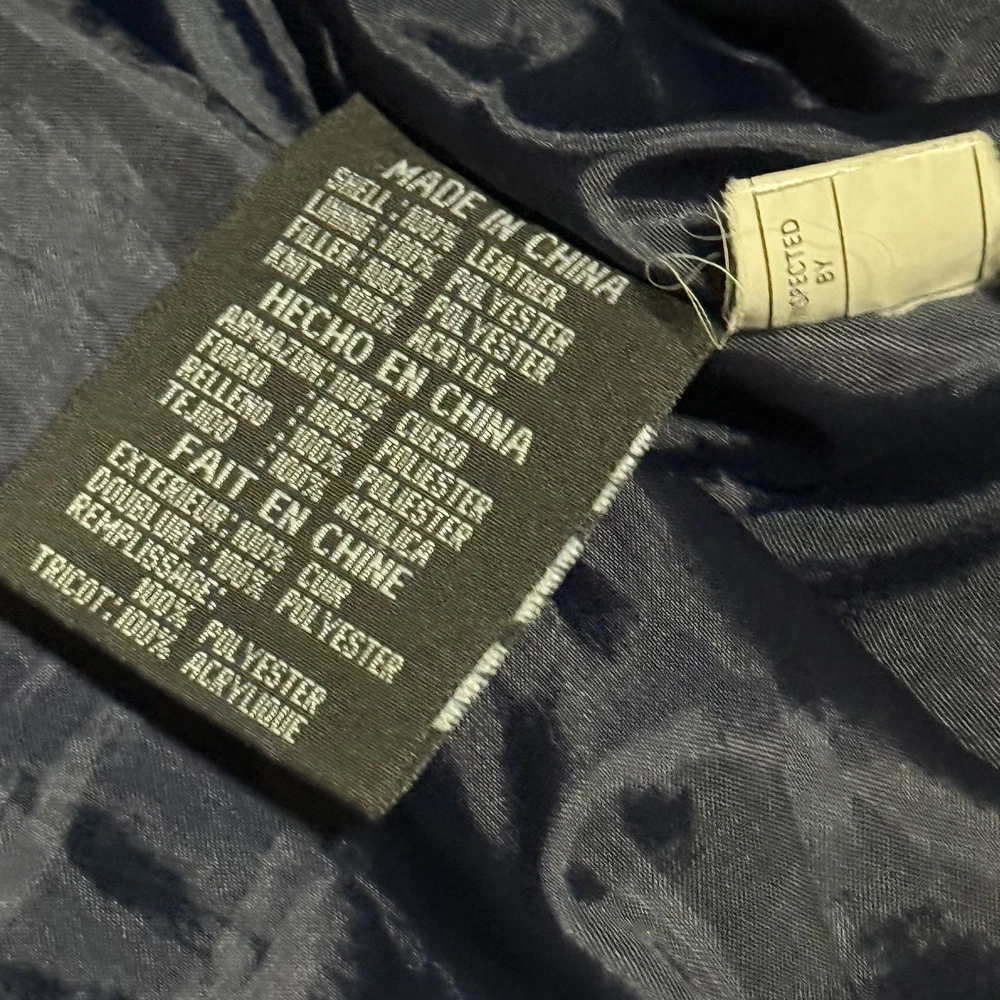 MADE IN CHINA
SHELL : 100% LEATHER
LINING : 100% POLYESTER
FILLER : 100% POLYESTER
KNIT : 100% ACRYLIC
HECHO EN CHINA
ARMAZON: 100% CUERO
FORRO : 100% POLIESTER
RELLENO : 100% POLIESTER
TEJIDO : 100% ACRILICA
FAIT EN CHINE
EXTERIEUR: 100% CUIR
DOUBLURE : 100% POLYESTER
REMPLISSAGE:
100% POLYESTER
TRICOT: 100% ACRYLIQUE
INSPECTED
BY